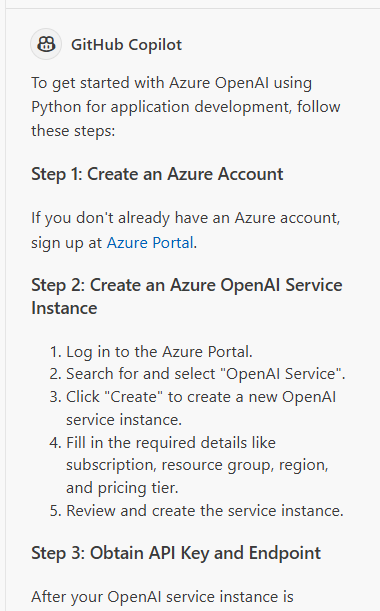 GitHub Copilot
To get started with Azure OpenAI using
Python for application development, follow
these steps:
Step 1: Create an Azure Account
If you don't already have an Azure account,
sign up at Azure Portal.
Step 2: Create an Azure OpenAI Service
Instance
1. Log in to the Azure Portal.
2. Search for and select "OpenAI Service".
3. Click "Create" to create a new OpenAI
service instance.
4. Fill in the required details like
subscription, resource group, region,
and pricing tier.
5. Review and create the service instance.
Step 3: Obtain API Key and Endpoint
After your OpenAI service instance is